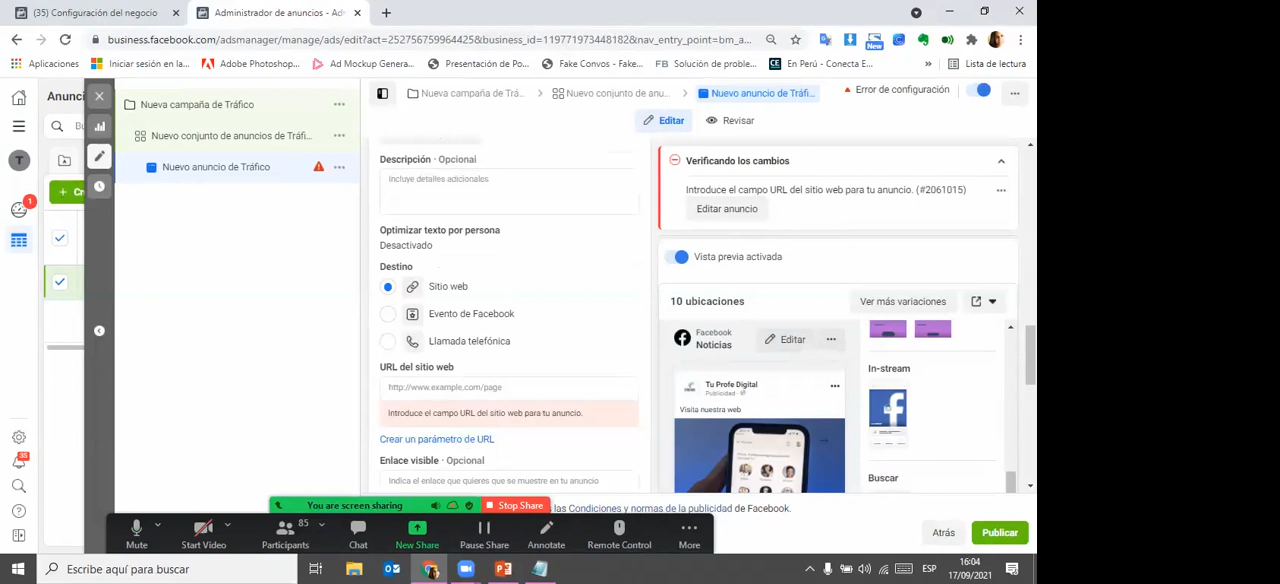 (35) Configuración del negocio
Administrador de anuncios - Ad
business.facebook.com/adsmanager/manage/ads/edit?act=252756759964425&business_id=119771973448182&nav_entry_point=bm_a...
New
Aplicaciones
Iniciar sesión en la...
Adobe Photoshop...
Ad Mockup Genera...
Presentación de Po...
Fake Convos - Fake...
FB Solución de problem...
CE En Perú - Conecta E...
»
Lista de lectura
Anunci
Nueva campaña de Tráfico
Nuevo conjunto de anuncios de Tráfi...
Nuevo anuncio de Tráfico
T
1
35
Nueva campaña de Trá...
Nuevo conjunto de anu...
Nuevo anuncio de Tráfi...
Error de configuración
Editar
Revisar
Descripción · Opcional
Incluye detalles adicionales
Optimizar texto por persona
Desactivado
Destino
Sitio web
Evento de Facebook
Llamada telefónica
URL del sitio web
http://www.example.com/page
Introduce el campo URL del sitio web para tu anuncio.
Crear un parámetro de URL
Enlace visible · Opcional
Indica el enlace que quieres que se muestre en tu anuncio
Verificando los cambios
Introduce el campo URL del sitio web para tu anuncio. (#2061015)
Editar anuncio
Vista previa activada
10 ubicaciones
Ver más variaciones
Facebook
Noticias
Editar
Tu Profe Digital
Publicidad
Visita nuestra web
In-stream
Buscar
las Condiciones y normas de la publicidad de Facebook.
Atrás
Publicar
You are screen sharing
Stop Share
Mute
Start Video
85
Participants
Chat
New Share
Pause Share
Annotate
Remote Control
More
Escribe aquí para buscar
ESP
16:04
17/09/2021